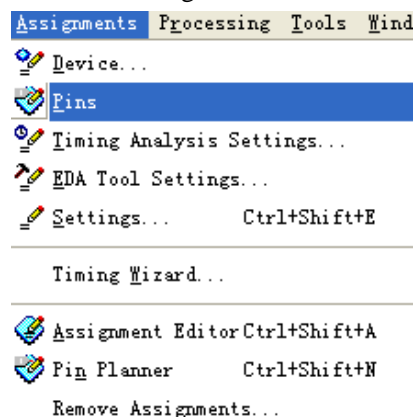 Assignments Processing Tools Wind
Device...
Pins
Timing Analysis Settings...
EDA Tool Settings...
Settings... Ctrl+Shift+E
Timing Wizard...
Assignment Editor Ctrl+Shift+A
Pin Planner Ctrl+Shift+N
Remove Assignments...